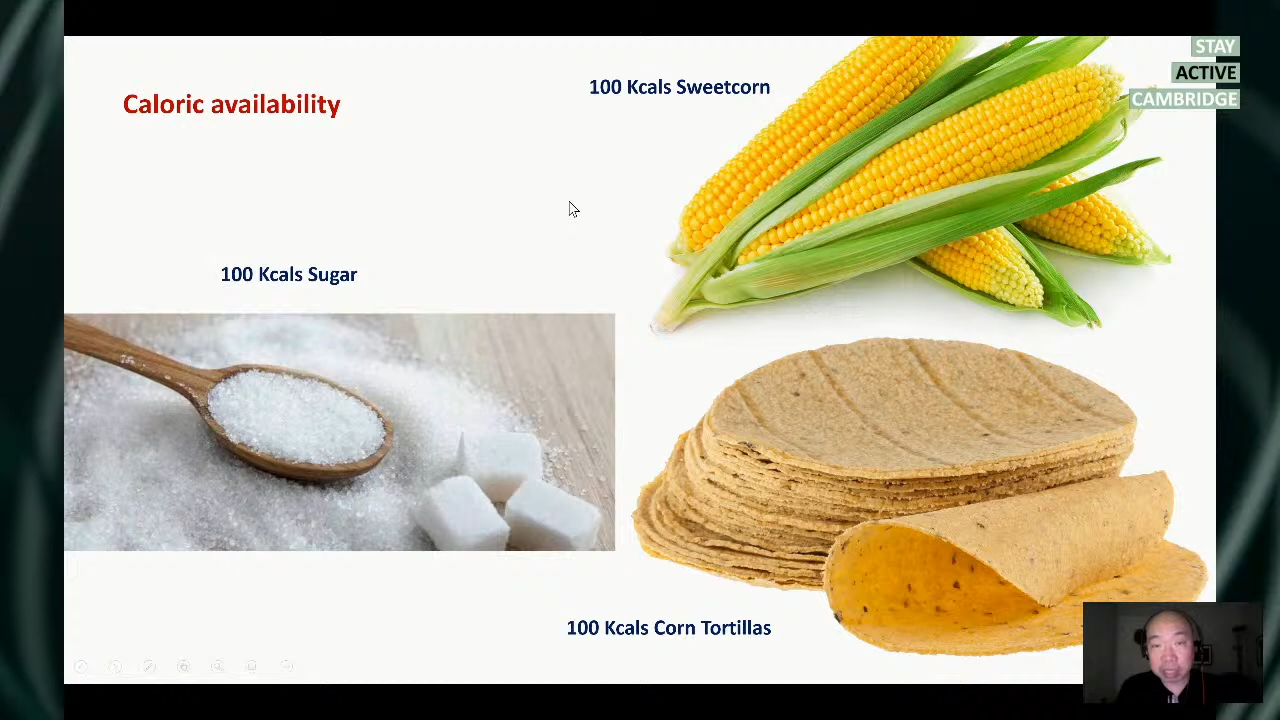 STAY
ACTIVE
CAMBRIDGE
Caloric availability
100 Kcals Sweetcorn
100 Kcals Sugar
100 Kcals Corn Tortillas